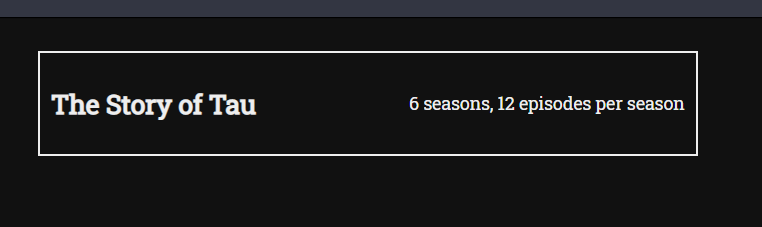 The Story of Tau
6 seasons, 12 episodes per season